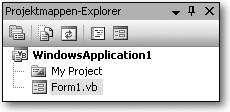 Projektmappen-Explorer
WindowsApplication1
My Project
Form1.vb